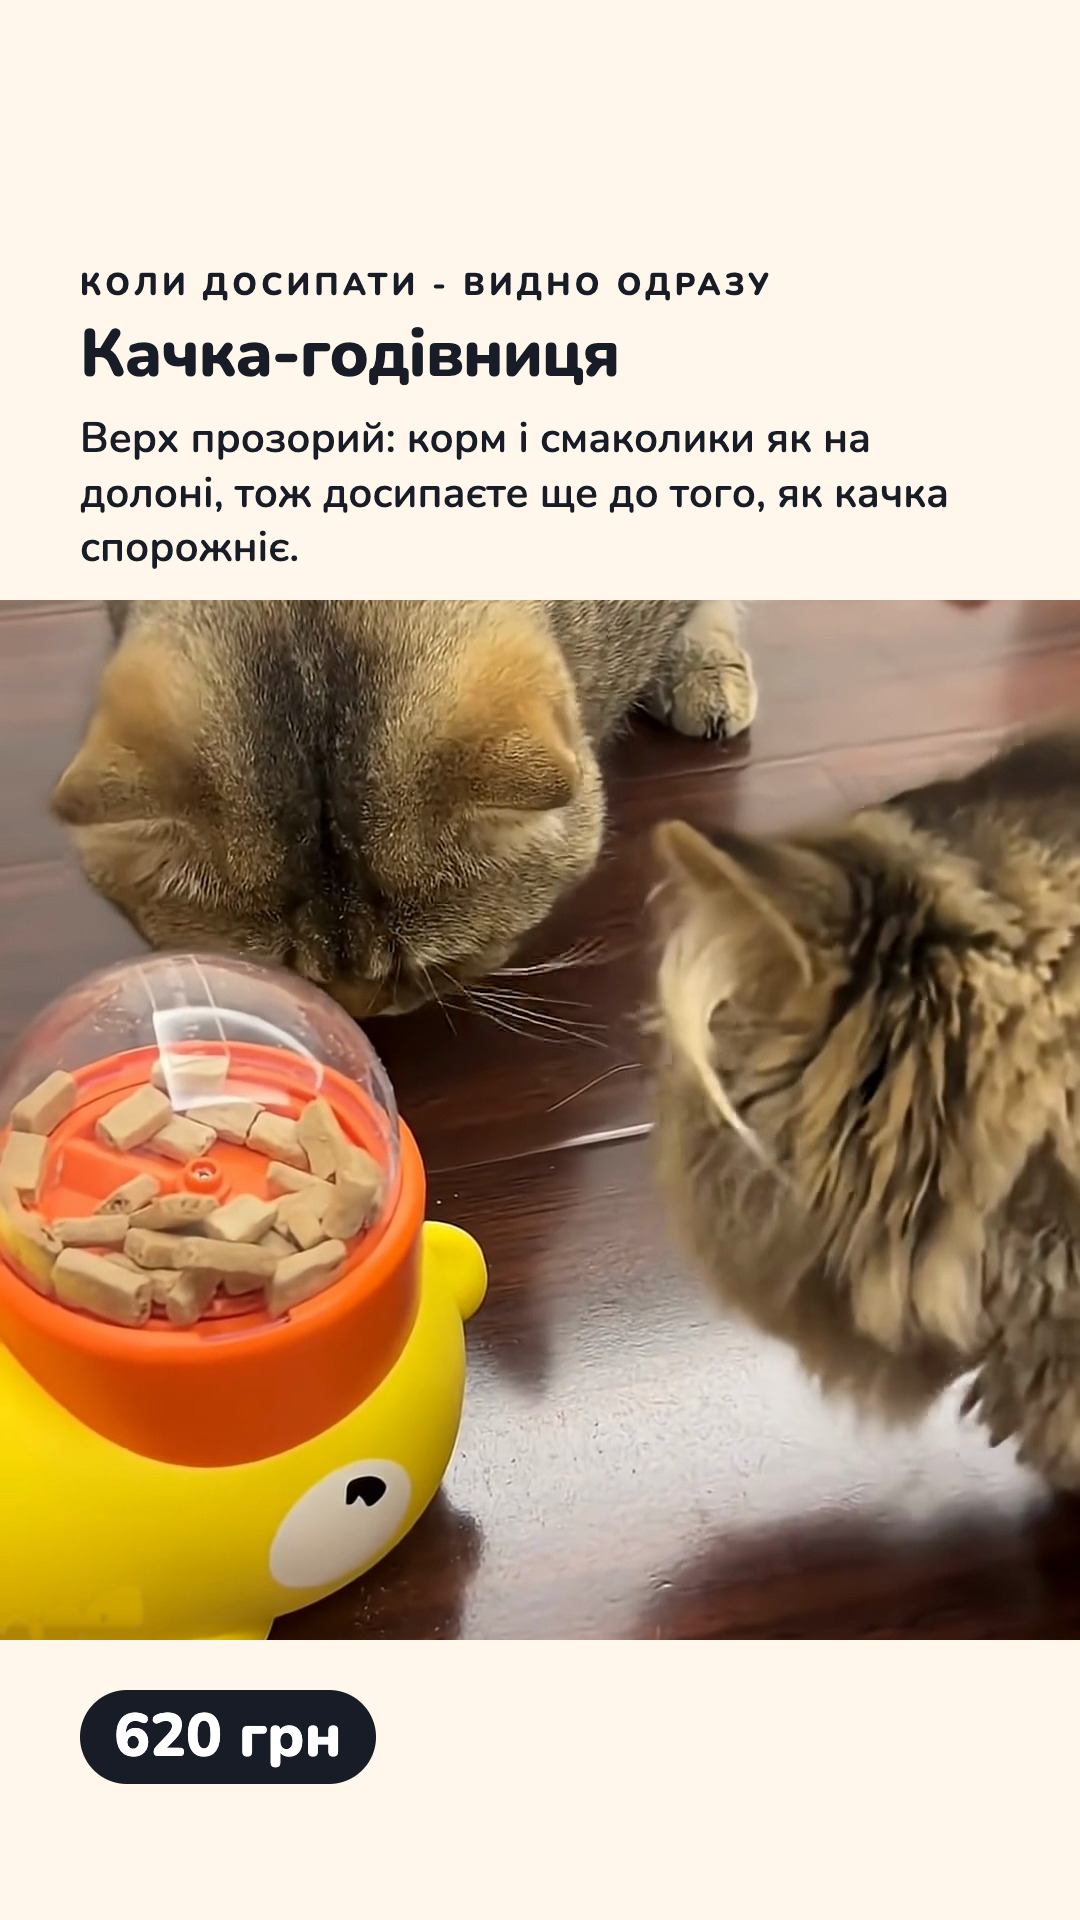 КОЛИ ДОСИПАТИ - ВИДНО ОДРАЗУ
Качка-годівниця
Верх прозорий: корм і смаколики як на
долоні, тож досипаєте ще до того, як качка
спорожніє.
620 грн